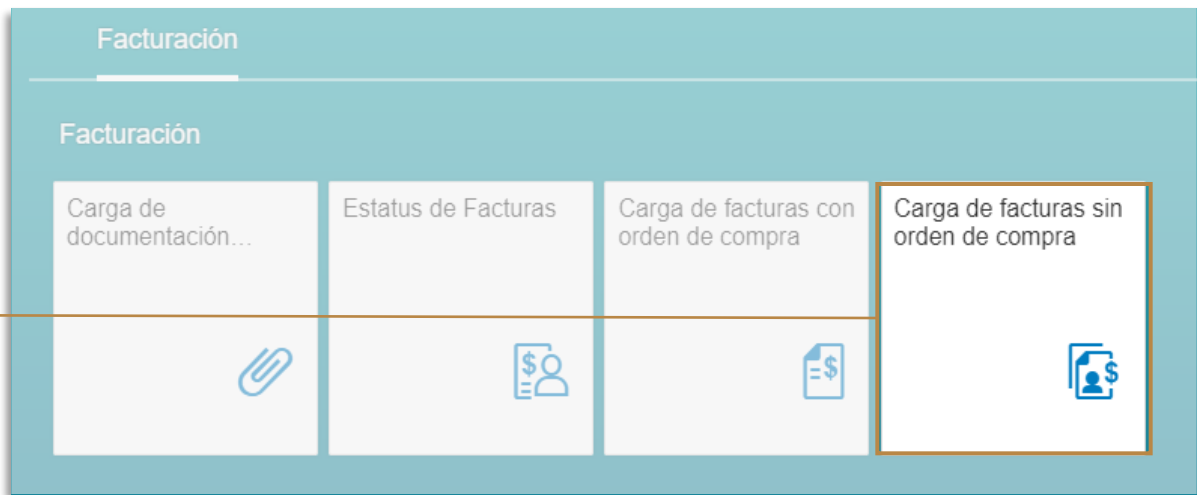 Facturación
Facturación
Carga de
documentación...
Estatus de Facturas
Carga de facturas con
orden de compra
Carga de facturas sin
orden de compra